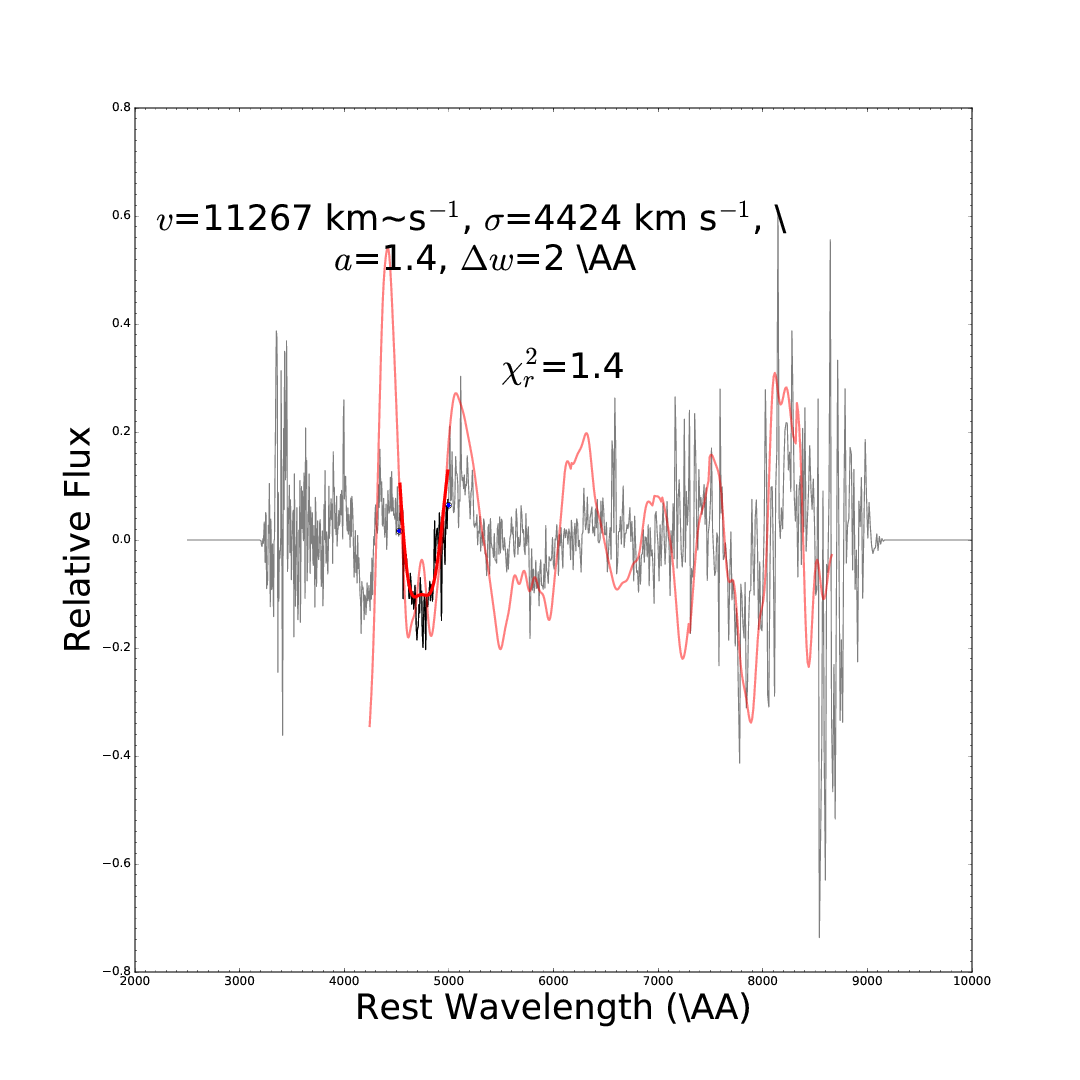 0.8
v=11267 km~s⁻¹, σ=4424 km s⁻¹, \
a=1.4, Δw=2 \AA
χ²ᵣ=1.4
0.6
0.4
0.2
0.0
−0.2
−0.4
−0.6
−0.8
Relative Flux
2000 3000 4000 5000 6000 7000 8000 9000 10000
Rest Wavelength (\AA)